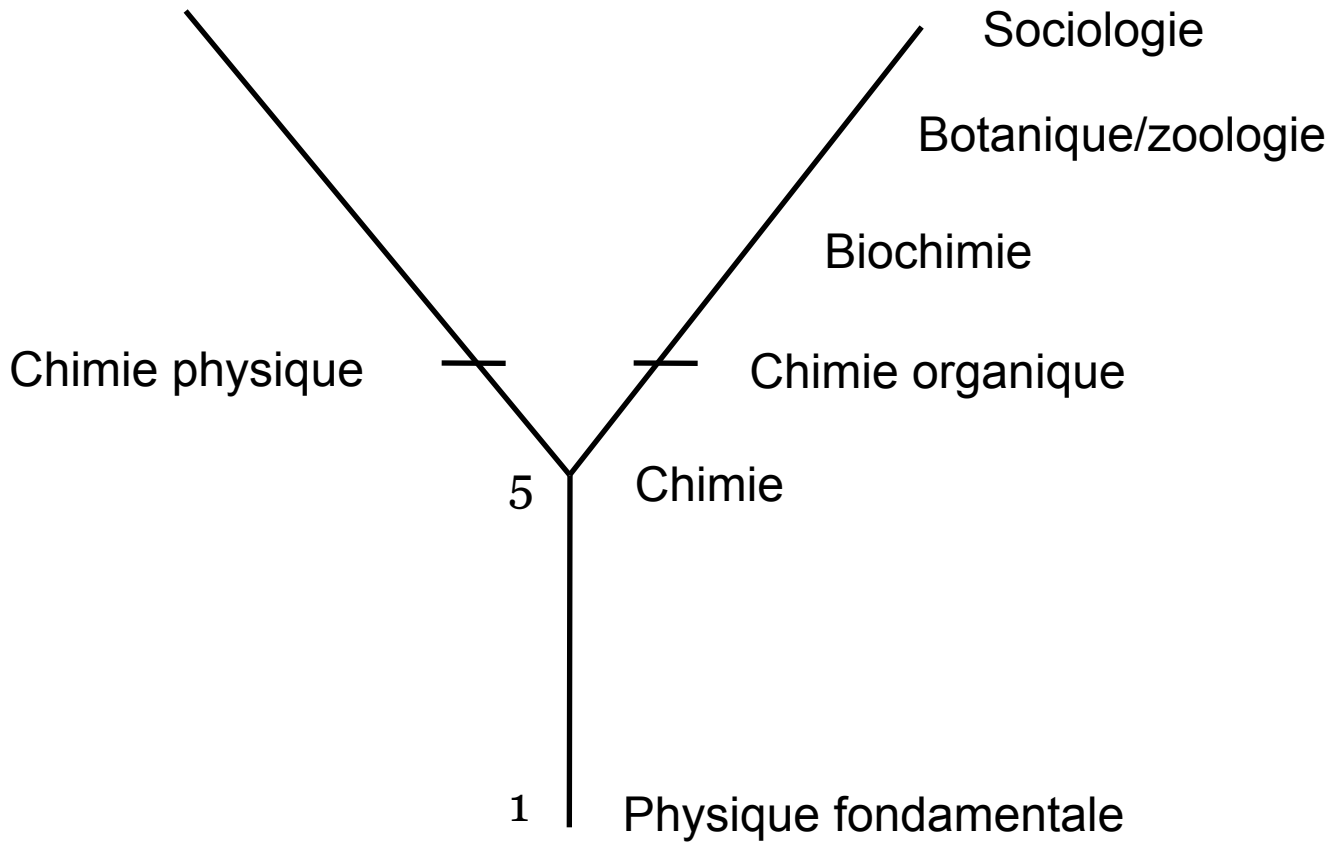 Sociologie
Botanique/zoologie
Biochimie
Chimie physique
Chimie organique
5
Chimie
1
Physique fondamentale